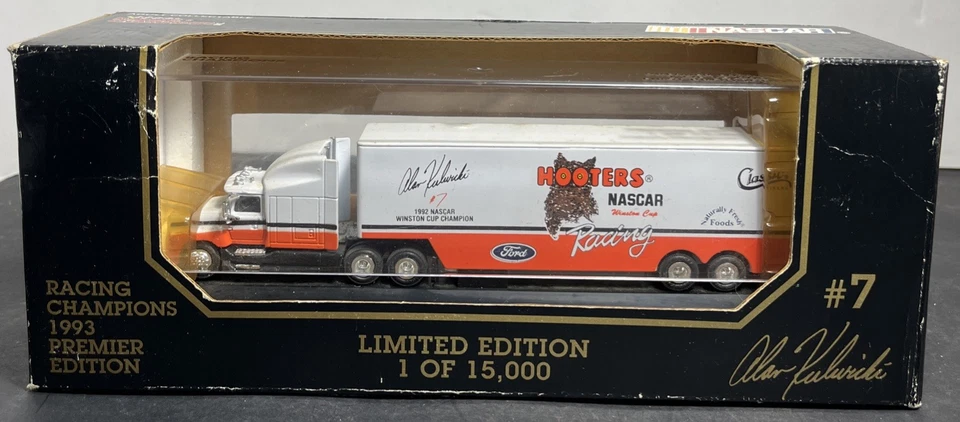 NASCAR
Alan Kulwicki
#7
1992 NASCAR
WINSTON CUP CHAMPION
HOOTERS®
NASCAR
Winston Cup
Racing
Ford
Naturally Fresh®
Foods
RACING
CHAMPIONS
1993
PREMIER
EDITION
LIMITED EDITION
1 OF 15,000
#7
Alan Kulwicki